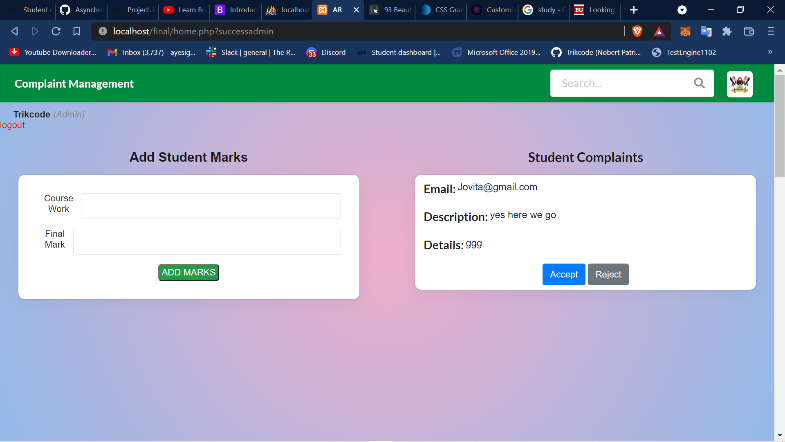 Student
Asynchro
Project
Learn Bo
Introduc
localhos
AR
93 Beaut
CSS Grad
Custom
study - G
Looking
localhost/final/home.php?successadmin
Youtube Downloader...
Inbox (3,737) ayesig...
Slack | general | The R...
Discord
Student dashboard |...
Microsoft Office 2019...
Trikcode (Nobert Patri...
TestEngine1102
Complaint Management
Search...
Trikcode (Admin)
logout
Add Student Marks
Student Complaints
Course Work
Final Mark
ADD MARKS
Email: Jovita@gmail.com
Description: yes here we go
Details: ggg
Accept
Reject